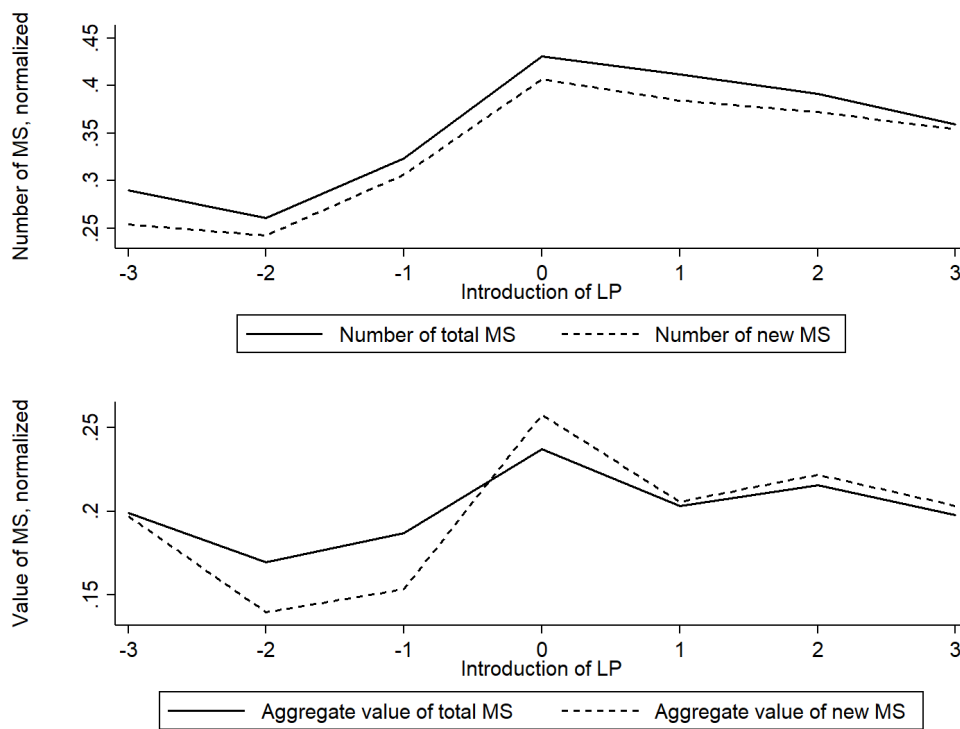 Number of MS, normalized
.45
.4
.35
.3
.25
-3 -2 -1 0 1 2 3
Introduction of LP
Number of total MS Number of new MS
Value of MS, normalized
.25
.2
.15
-3 -2 -1 0 1 2 3
Introduction of LP
Aggregate value of total MS Aggregate value of new MS